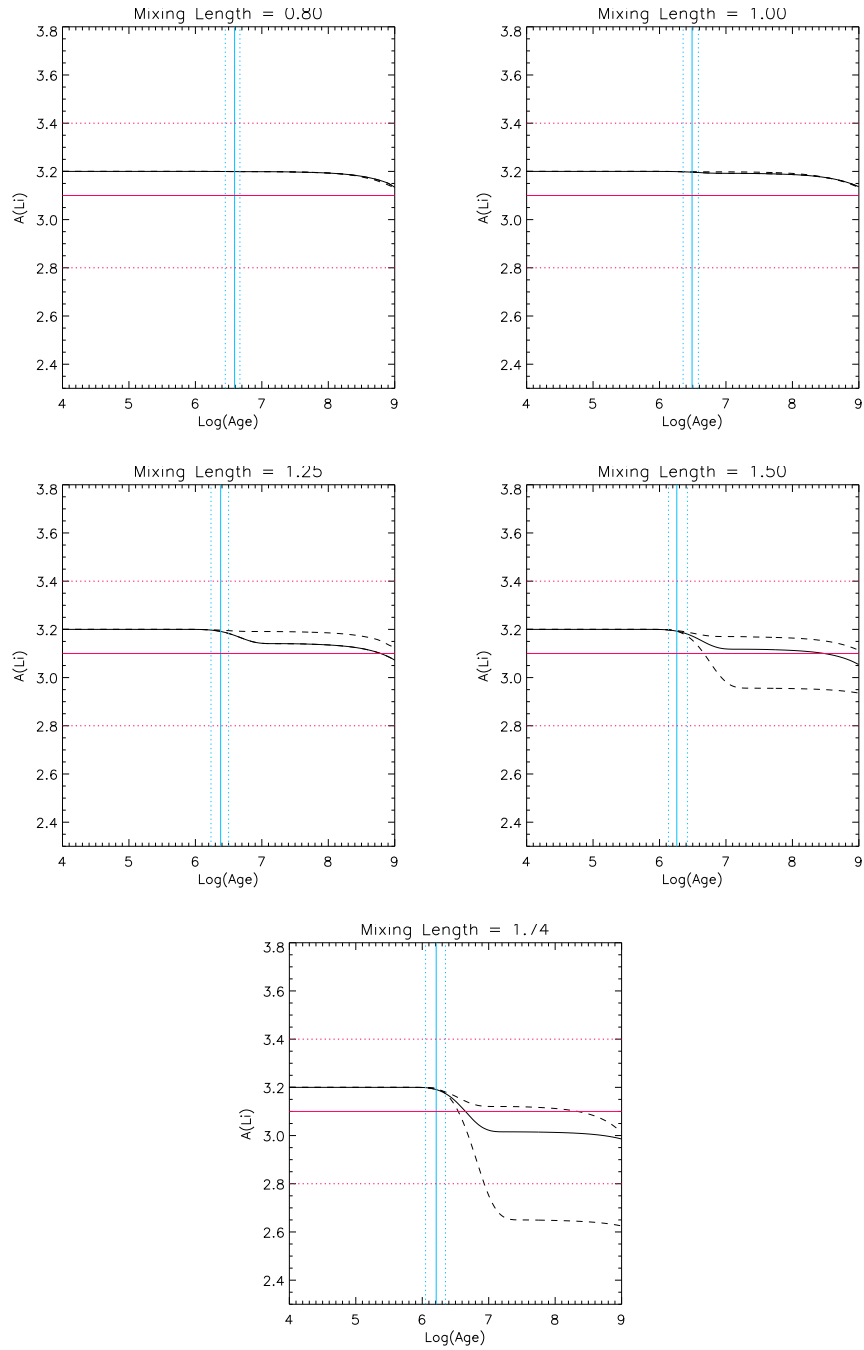 Mixing Length = 0.80
3.8
3.6
3.4
3.2
3.0
2.8
2.6
2.4
A(Li)
4 5 6 7 8 9
Log(Age)
Mixing Length = 1.00
3.8
3.6
3.4
3.2
3.0
2.8
2.6
2.4
A(Li)
4 5 6 7 8 9
Log(Age)
Mixing Length = 1.25
3.8
3.6
3.4
3.2
3.0
2.8
2.6
2.4
A(Li)
4 5 6 7 8 9
Log(Age)
Mixing Length = 1.50
3.8
3.6
3.4
3.2
3.0
2.8
2.6
2.4
A(Li)
4 5 6 7 8 9
Log(Age)
Mixing Length = 1.74
3.8
3.6
3.4
3.2
3.0
2.8
2.6
2.4
A(Li)
4 5 6 7 8 9
Log(Age)